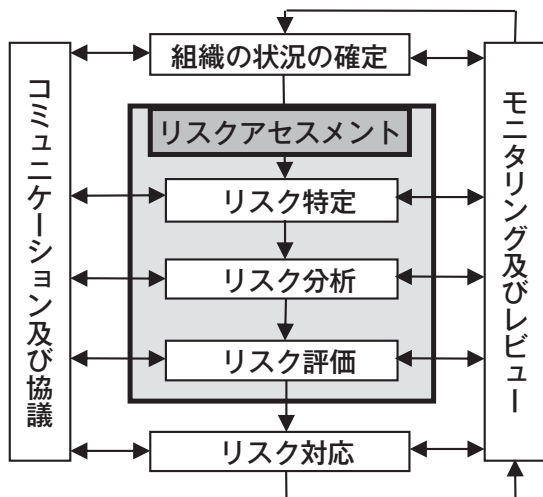 組織の状況の確定
コミュニケーション及び協議
モニタリング及びレビュー
リスクアセスメント
リスク特定
リスク分析
リスク評価
リスク対応